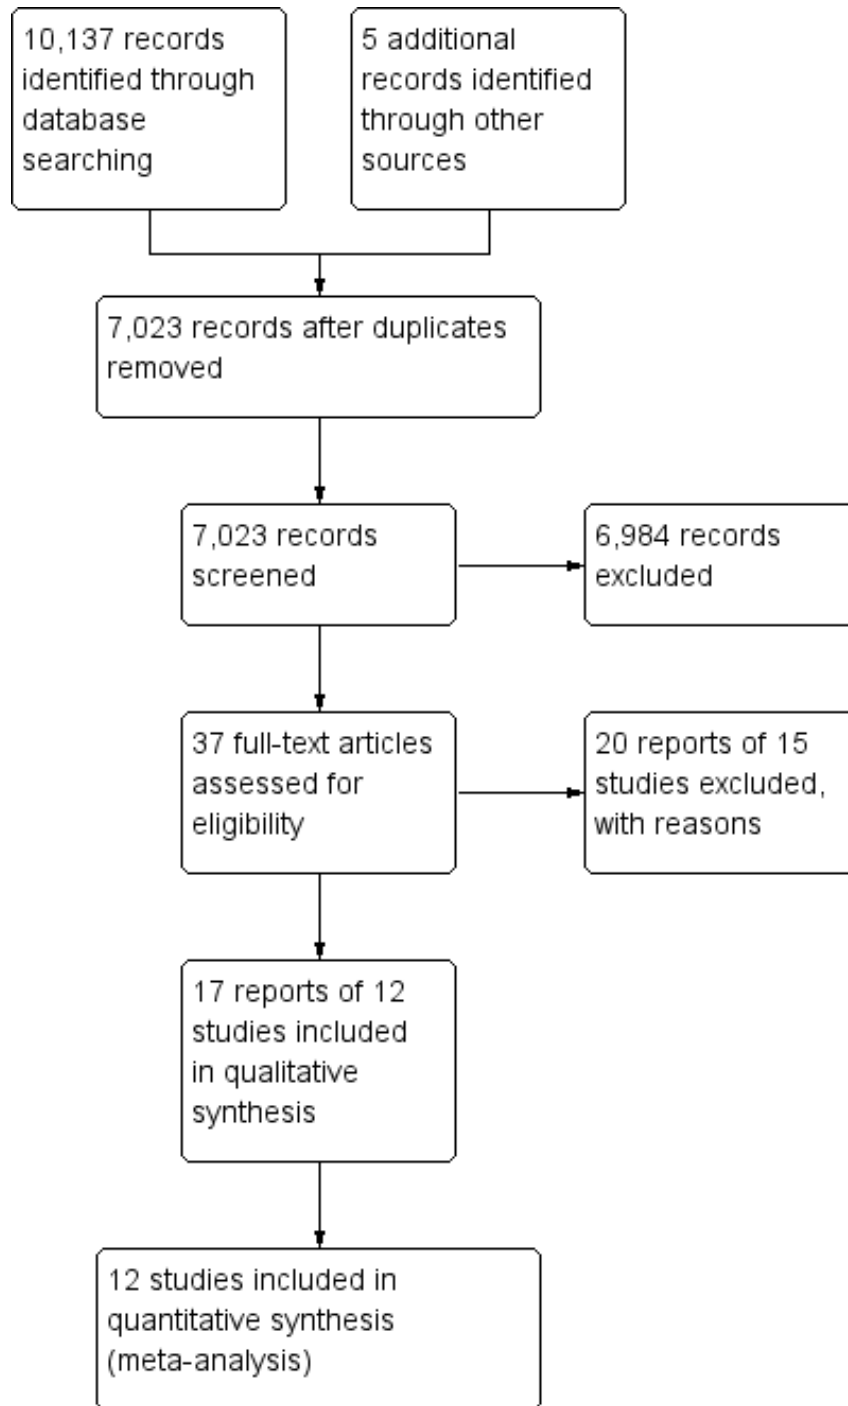 10,137 records
identified through
database
searching
5 additional
records identified
through other
sources
7,023 records after duplicates
removed
7,023 records
screened
6,984 records
excluded
37 full-text articles
assessed for
eligibility
20 reports of 15
studies excluded,
with reasons
17 reports of 12
studies included
in qualitative
synthesis
12 studies included in
quantitative synthesis
(meta-analysis)